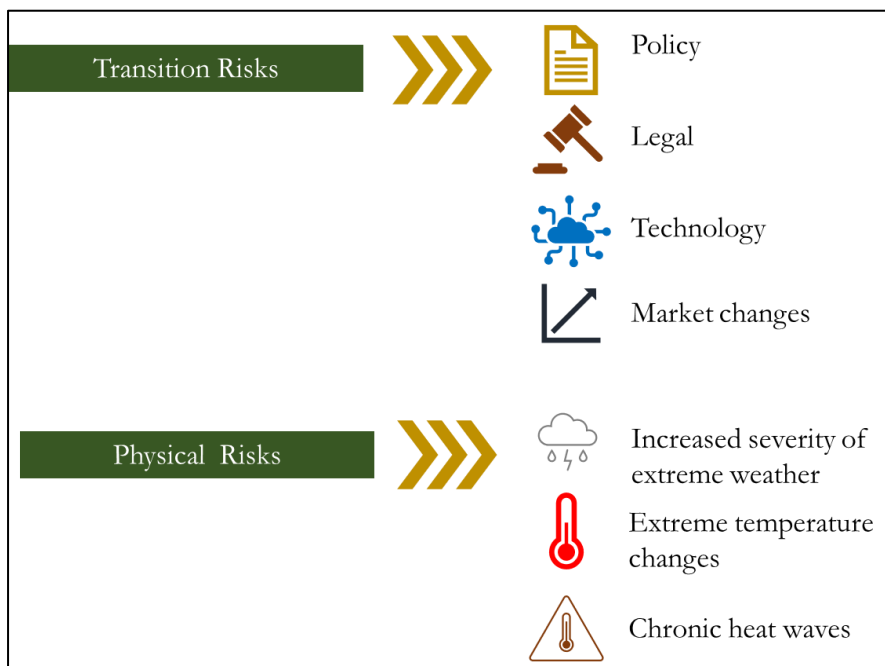 Transition Risks
Policy
Legal
Technology
Market changes
Physical Risks
Increased severity of
extreme weather
Extreme temperature
changes
Chronic heat waves